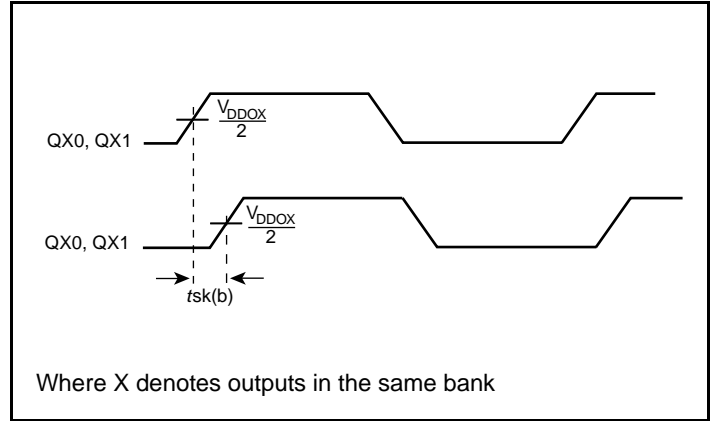 VDDOX
2
QX0, QX1
VDDOX
2
QX0, QX1
tsk(b)
Where X denotes outputs in the same bank